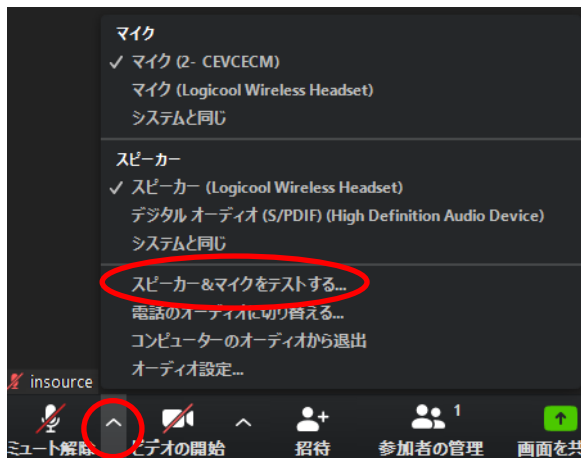 マイク
マイク (2- CEVCECM)
マイク (Logicool Wireless Headset)
システムと同じ
スピーカー
スピーカー (Logicool Wireless Headset)
デジタル オーディオ (S/PDIF) (High Definition Audio Device)
システムと同じ
スピーカー&マイクをテストする...
電話のオーディオに切り替える...
コンピューターのオーディオから退出
オーディオ設定...
insource
1
ミュート解除 ビデオの開始 招待 参加者の管理 画面を共